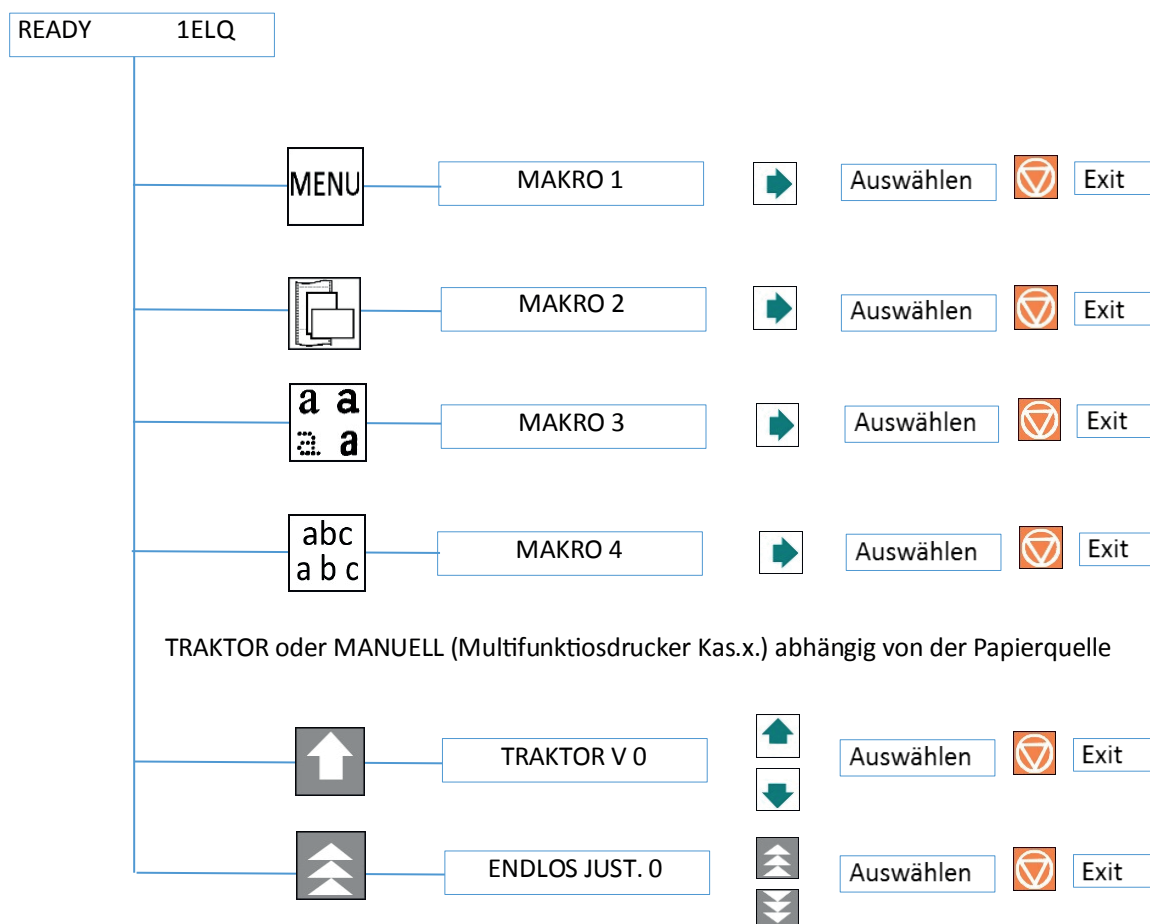 READY 1ELQ
MENU MAKRO 1 Auswählen Exit
MAKRO 2 Auswählen Exit
a a
a a
MAKRO 3 Auswählen Exit
abc
a b c
MAKRO 4 Auswählen Exit
TRAKTOR oder MANUELL (Multifunktiosdrucker Kas.x.) abhängig von der Papierquelle
TRAKTOR V 0 Auswählen Exit
ENDLOS JUST. 0 Auswählen Exit